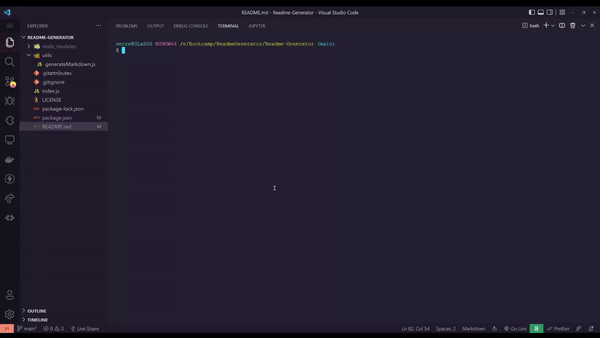 README.md - Readme-Generator - Visual Studio Code
EXPLORER
PROBLEMS OUTPUT DEBUG CONSOLE TERMINAL JUPYTER
bash
README-GENERATOR
node_modules
utils
generateMarkdown.js
.gitattributes
.gitignore
index.js
LICENSE
package-lock.json
package.json M
README.md M
MINGW64 /e/Bootcamp/ReadmeGenerator/Readme-Generator (main)
$
OUTLINE
TIMELINE
main* 0 0 Live Share Ln 82, Col 54 Spaces: 2 Markdown Go Live Prettier